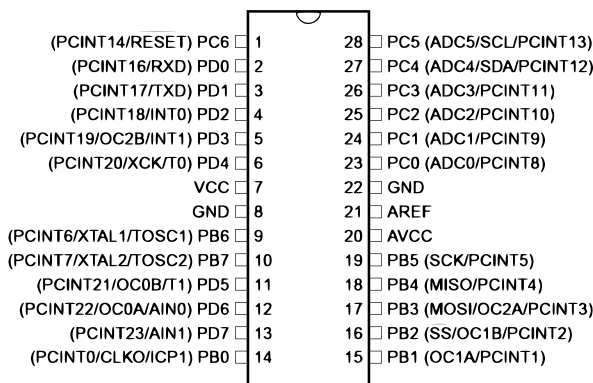 (PCINT14/RESET) PC6 1 28 PC5 (ADC5/SCL/PCINT13)
(PCINT16/RXD) PD0 2 27 PC4 (ADC4/SDA/PCINT12)
(PCINT17/TXD) PD1 3 26 PC3 (ADC3/PCINT11)
(PCINT18/INT0) PD2 4 25 PC2 (ADC2/PCINT10)
(PCINT19/OC2B/INT1) PD3 5 24 PC1 (ADC1/PCINT9)
(PCINT20/XCK/T0) PD4 6 23 PC0 (ADC0/PCINT8)
VCC 7 22 GND
GND 8 21 AREF
(PCINT6/XTAL1/TOSC1) PB6 9 20 AVCC
(PCINT7/XTAL2/TOSC2) PB7 10 19 PB5 (SCK/PCINT5)
(PCINT21/OC0B/T1) PD5 11 18 PB4 (MISO/PCINT4)
(PCINT22/OC0A/AIN0) PD6 12 17 PB3 (MOSI/OC2A/PCINT3)
(PCINT23/AIN1) PD7 13 16 PB2 (SS/OC1B/PCINT2)
(PCINT0/CLKO/ICP1) PB0 14 15 PB1 (OC1A/PCINT1)